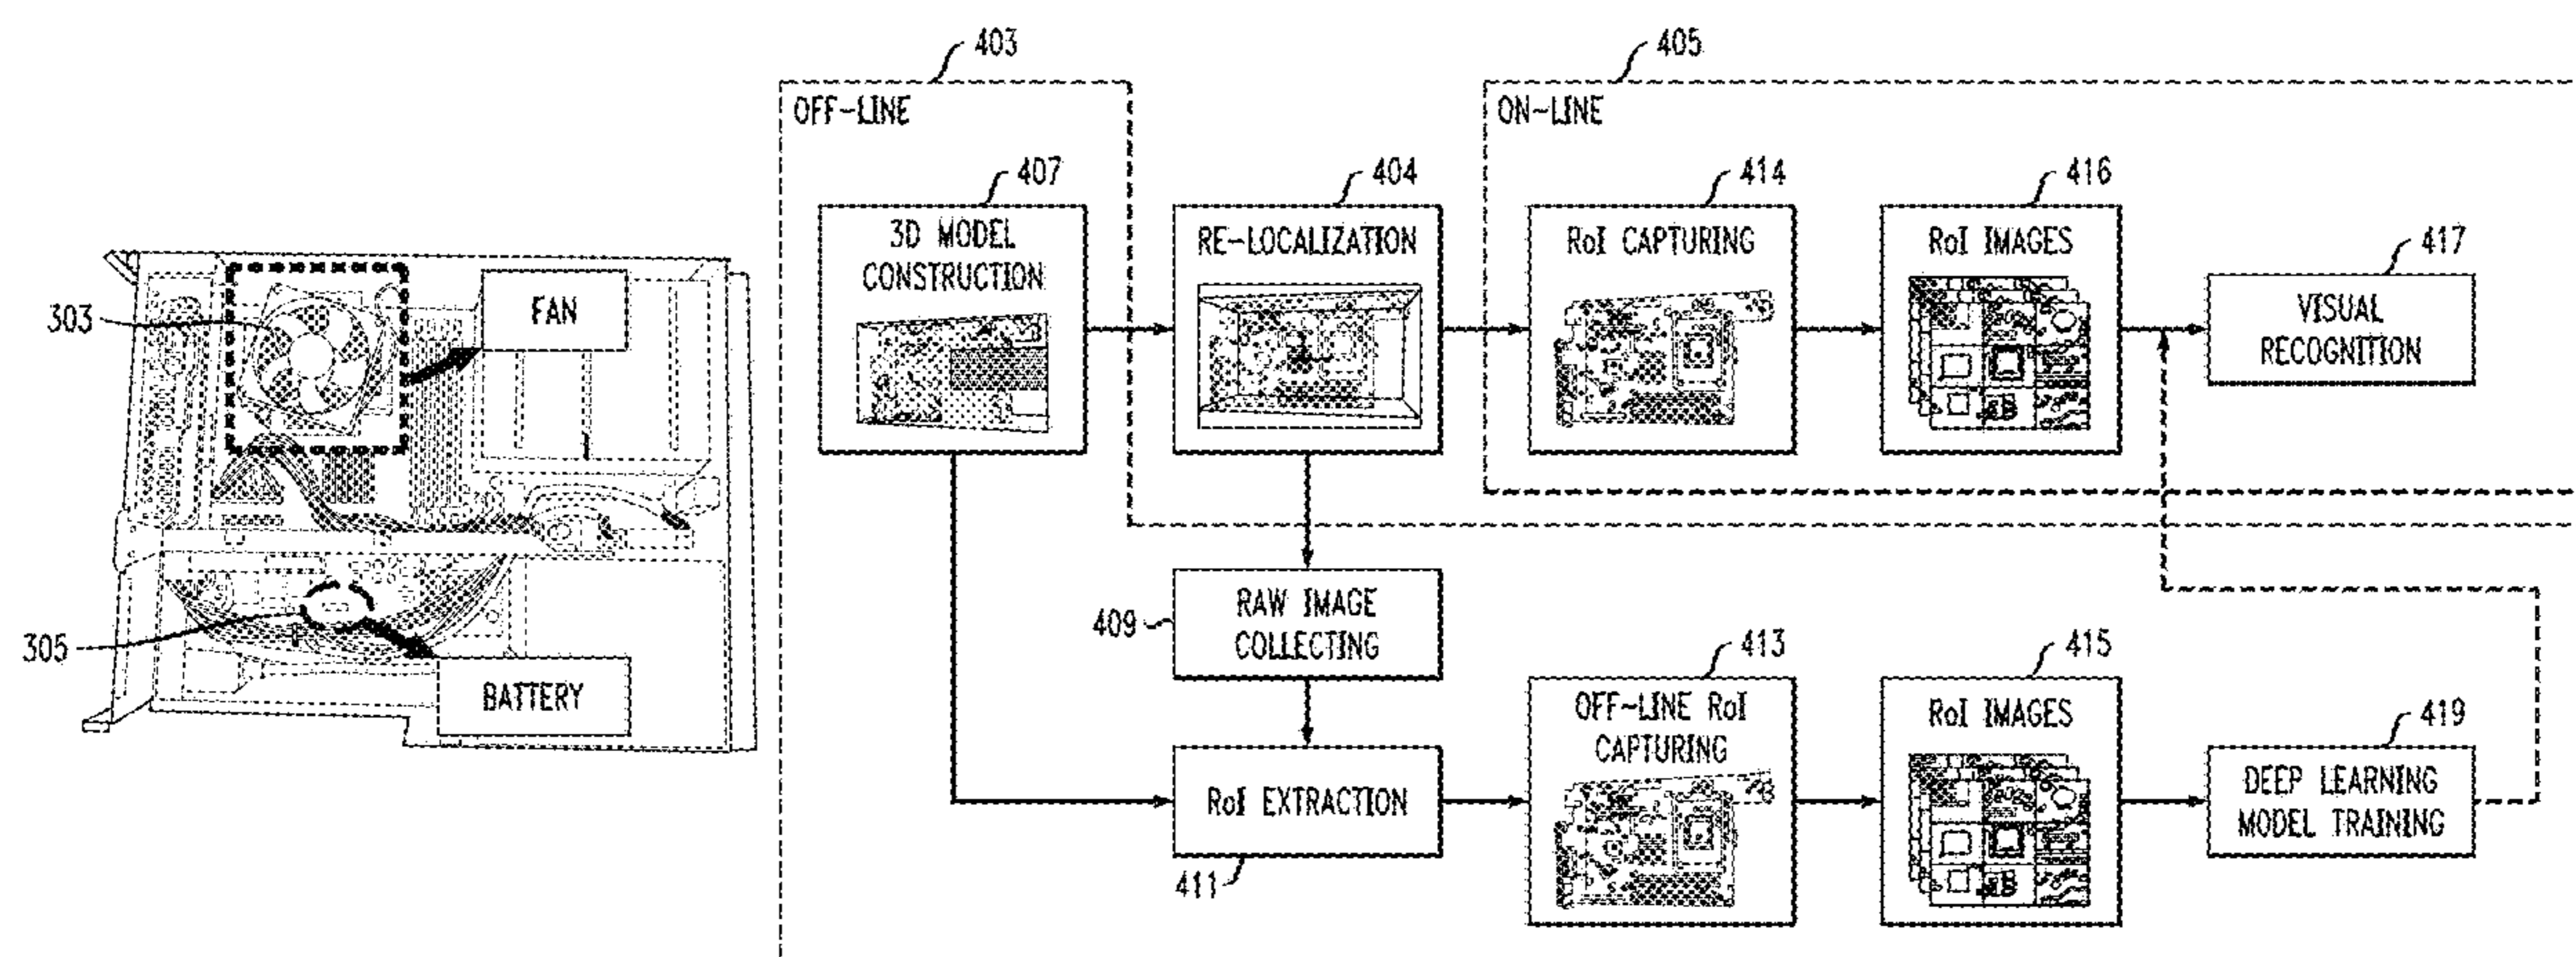 403
405
OFF-LINE
ON-LINE
407
404
414
416
3D MODEL
CONSTRUCTION
RE-LOCALIZATION
RoI CAPTURING
RoI IMAGES
417
VISUAL
RECOGNITION
303
FAN
305
BATTERY
409
RAW IMAGE
COLLECTING
413
415
OFF-LINE RoI
CAPTURING
RoI IMAGES
419
RoI EXTRACTION
DEEP LEARNING
MODEL TRAINING
411